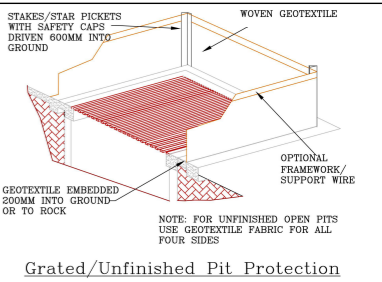 STAKES/STAR PICKETS
WITH SAFETY CAPS
DRIVEN 600MM INTO
GROUND
WOVEN GEOTEXTILE
OPTIONAL
FRAMEWORK/
SUPPORT WIRE
GEOTEXTILE EMBEDDED
200MM INTO GROUND
OR TO ROCK
NOTE: FOR UNFINISHED OPEN PITS
USE GEOTEXTILE FABRIC FOR ALL
FOUR SIDES
Grated/Unfinished Pit Protection